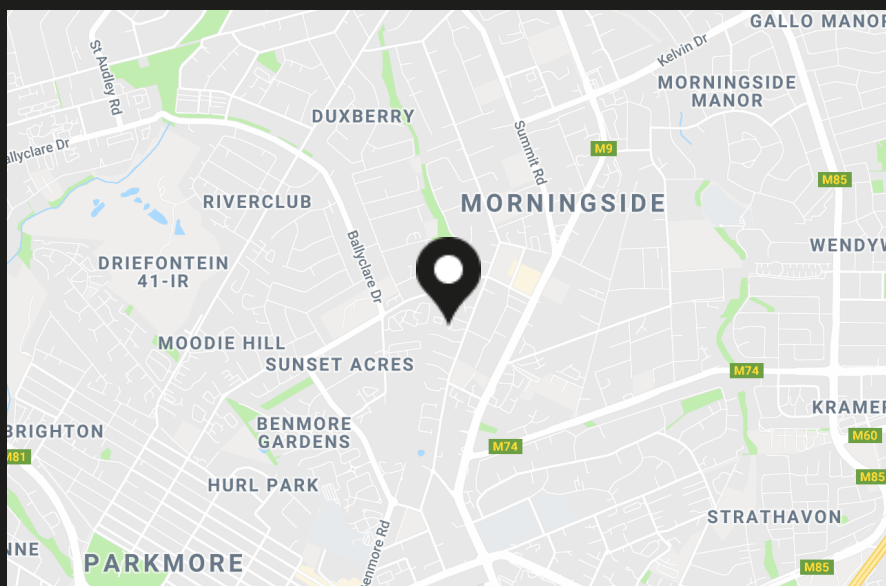 GALLO MANOR
St Audley Rd
Kelvin Dr
MORNINGSIDE
MANOR
DUXBERRY
Summit Rd
M9
allyclare Dr
M85
RIVERCLUB
MORNINGSIDE
Ballyclare Dr
WENDYW
DRIEFONTEIN
41-IR
MOODIE HILL
SUNSET ACRES
M74
KRAMER
BRIGHTON
BENMORE
GARDENS
M60
M74
M81
M85
HURL PARK
STRATHAVON
enmore Rd
NNE
PARKMORE
M85